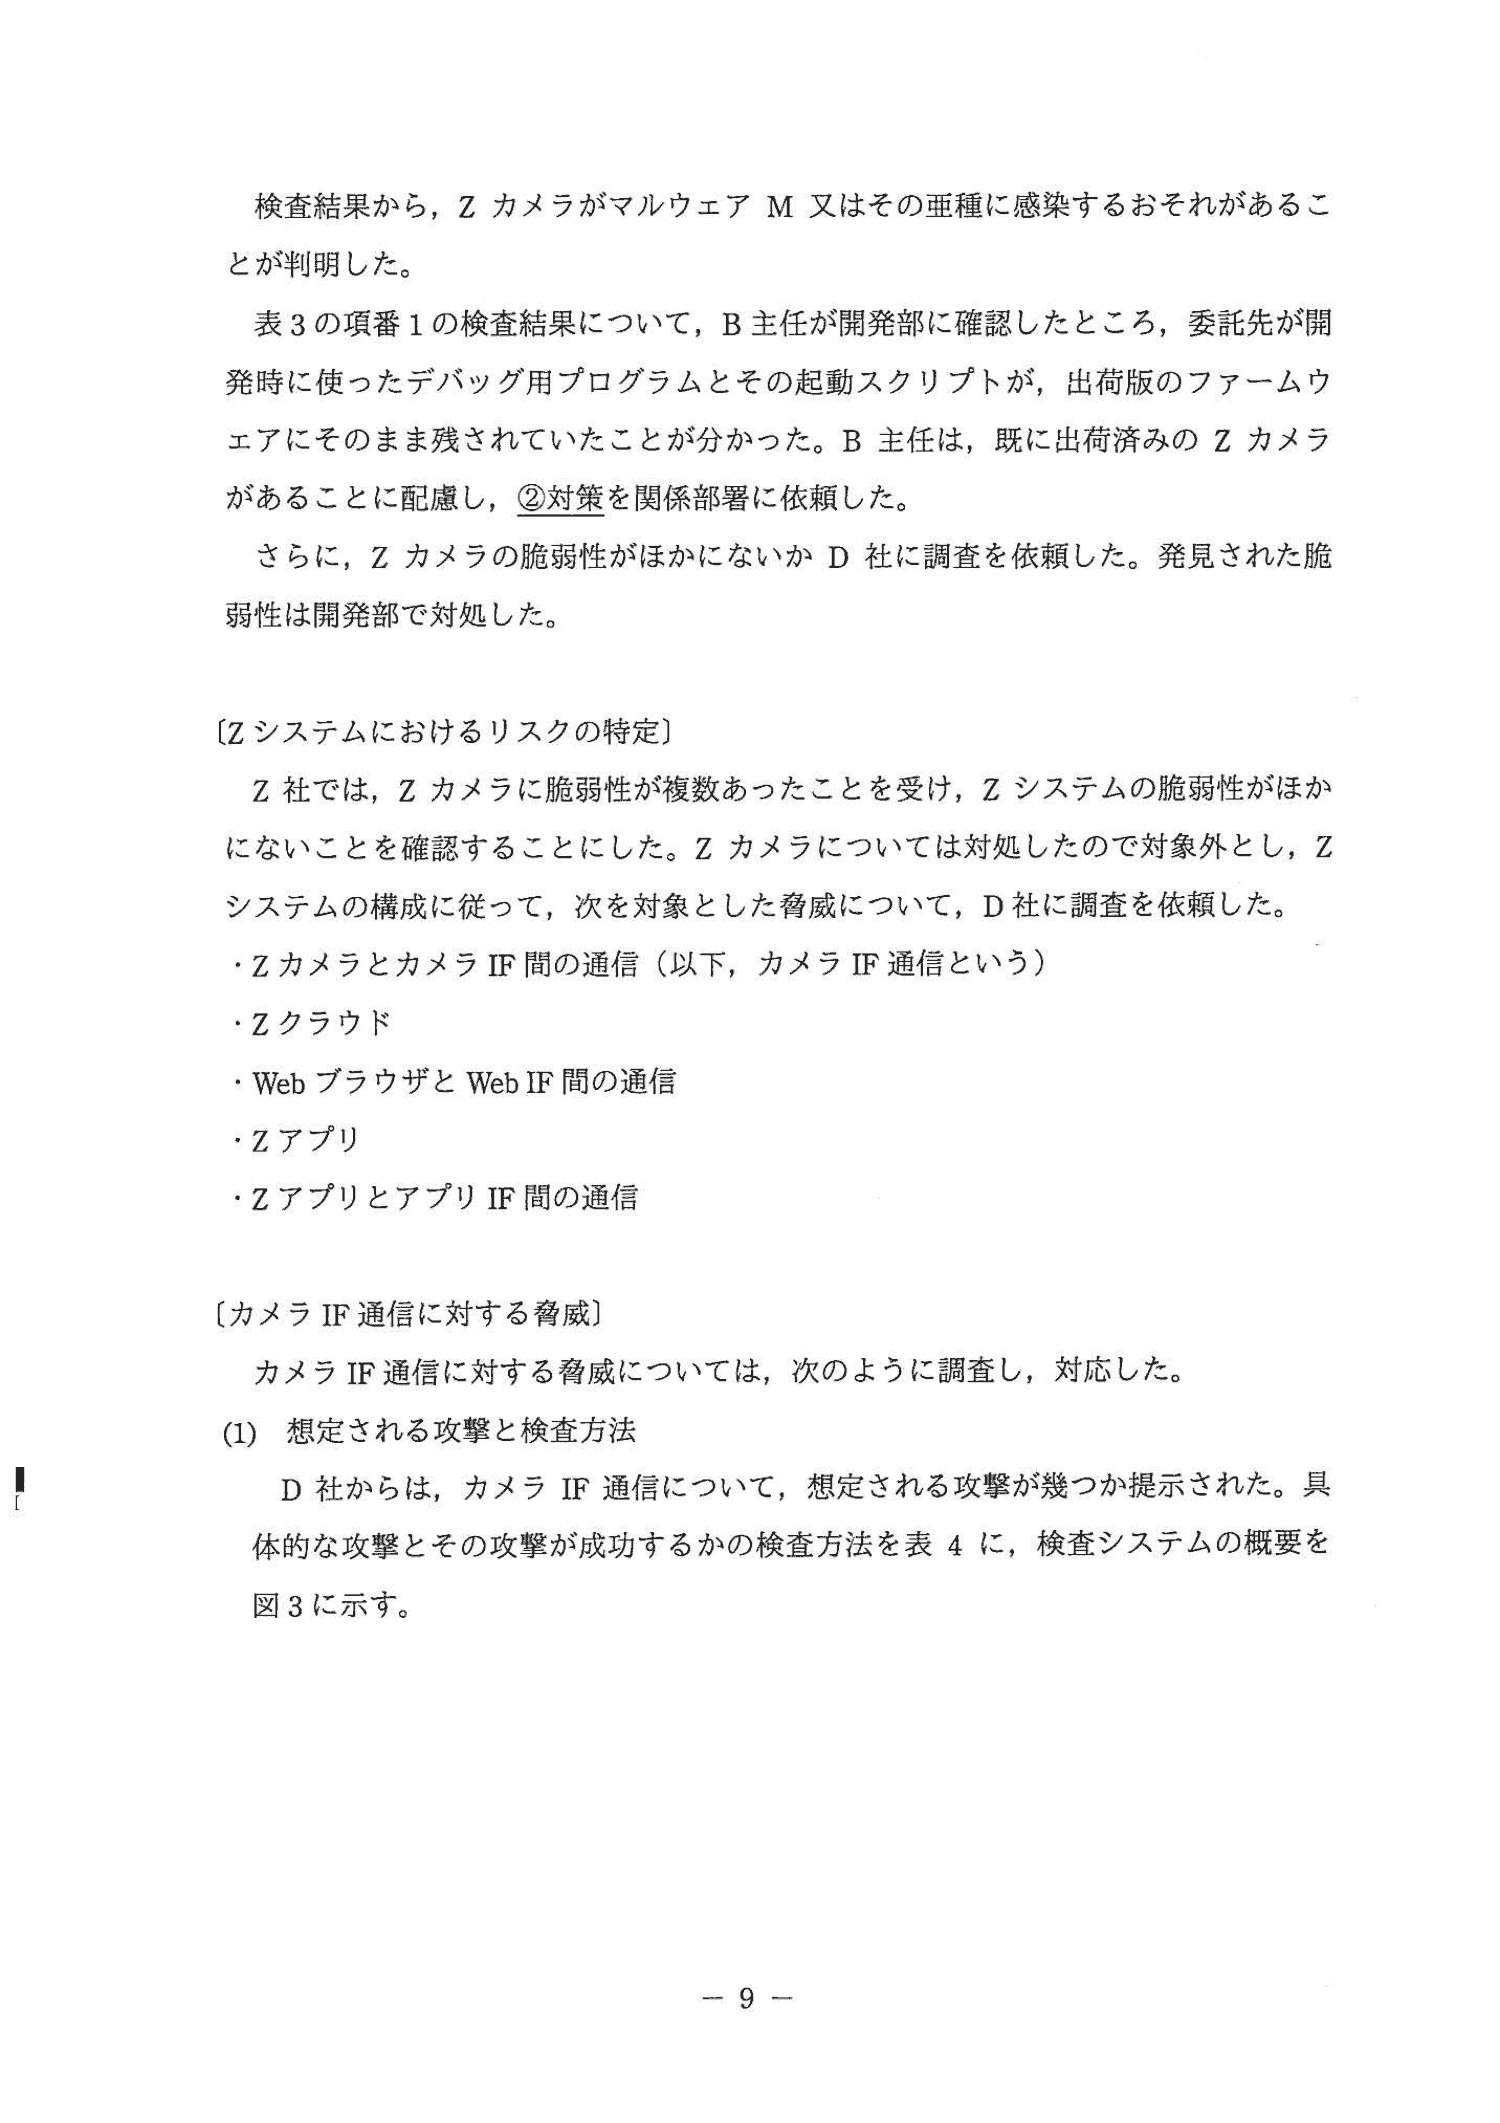 検査結果から，Z カメラがマルウェア M 又はその亜種に感染するおそれがあるこ
とが判明した。
表 3 の項番 1 の検査結果について，B 主任が開発部に確認したところ，委託先が開
発時に使ったデバッグ用プログラムとその起動スクリプトが，出荷版のファームウ
ェアにそのまま残されていたことが分かった。B 主任は，既に出荷済みの Z カメラ
があることに配慮し，②対策を関係部署に依頼した。
さらに，Z カメラの脆弱性がほかにないか D 社に調査を依頼した。発見された脆
弱性は開発部で対処した。
〔Z システムにおけるリスクの特定〕
Z 社では，Z カメラに脆弱性が複数あったことを受け，Z システムの脆弱性がほか
にないことを確認することにした。Z カメラについては対処したので対象外とし，Z
システムの構成に従って，次を対象とした脅威について，D 社に調査を依頼した。
・Z カメラとカメラ IF 間の通信（以下，カメラ IF 通信という）
・Z クラウド
・Web ブラウザと Web IF 間の通信
・Z アプリ
・Z アプリとアプリ IF 間の通信
〔カメラ IF 通信に対する脅威〕
カメラ IF 通信に対する脅威については，次のように調査し，対応した。
(1) 想定される攻撃と検査方法
D 社からは，カメラ IF 通信について，想定される攻撃が幾つか提示された。具
体的な攻撃とその攻撃が成功するかの検査方法を表 4 に，検査システムの概要を
図 3 に示す。
－ 9 －